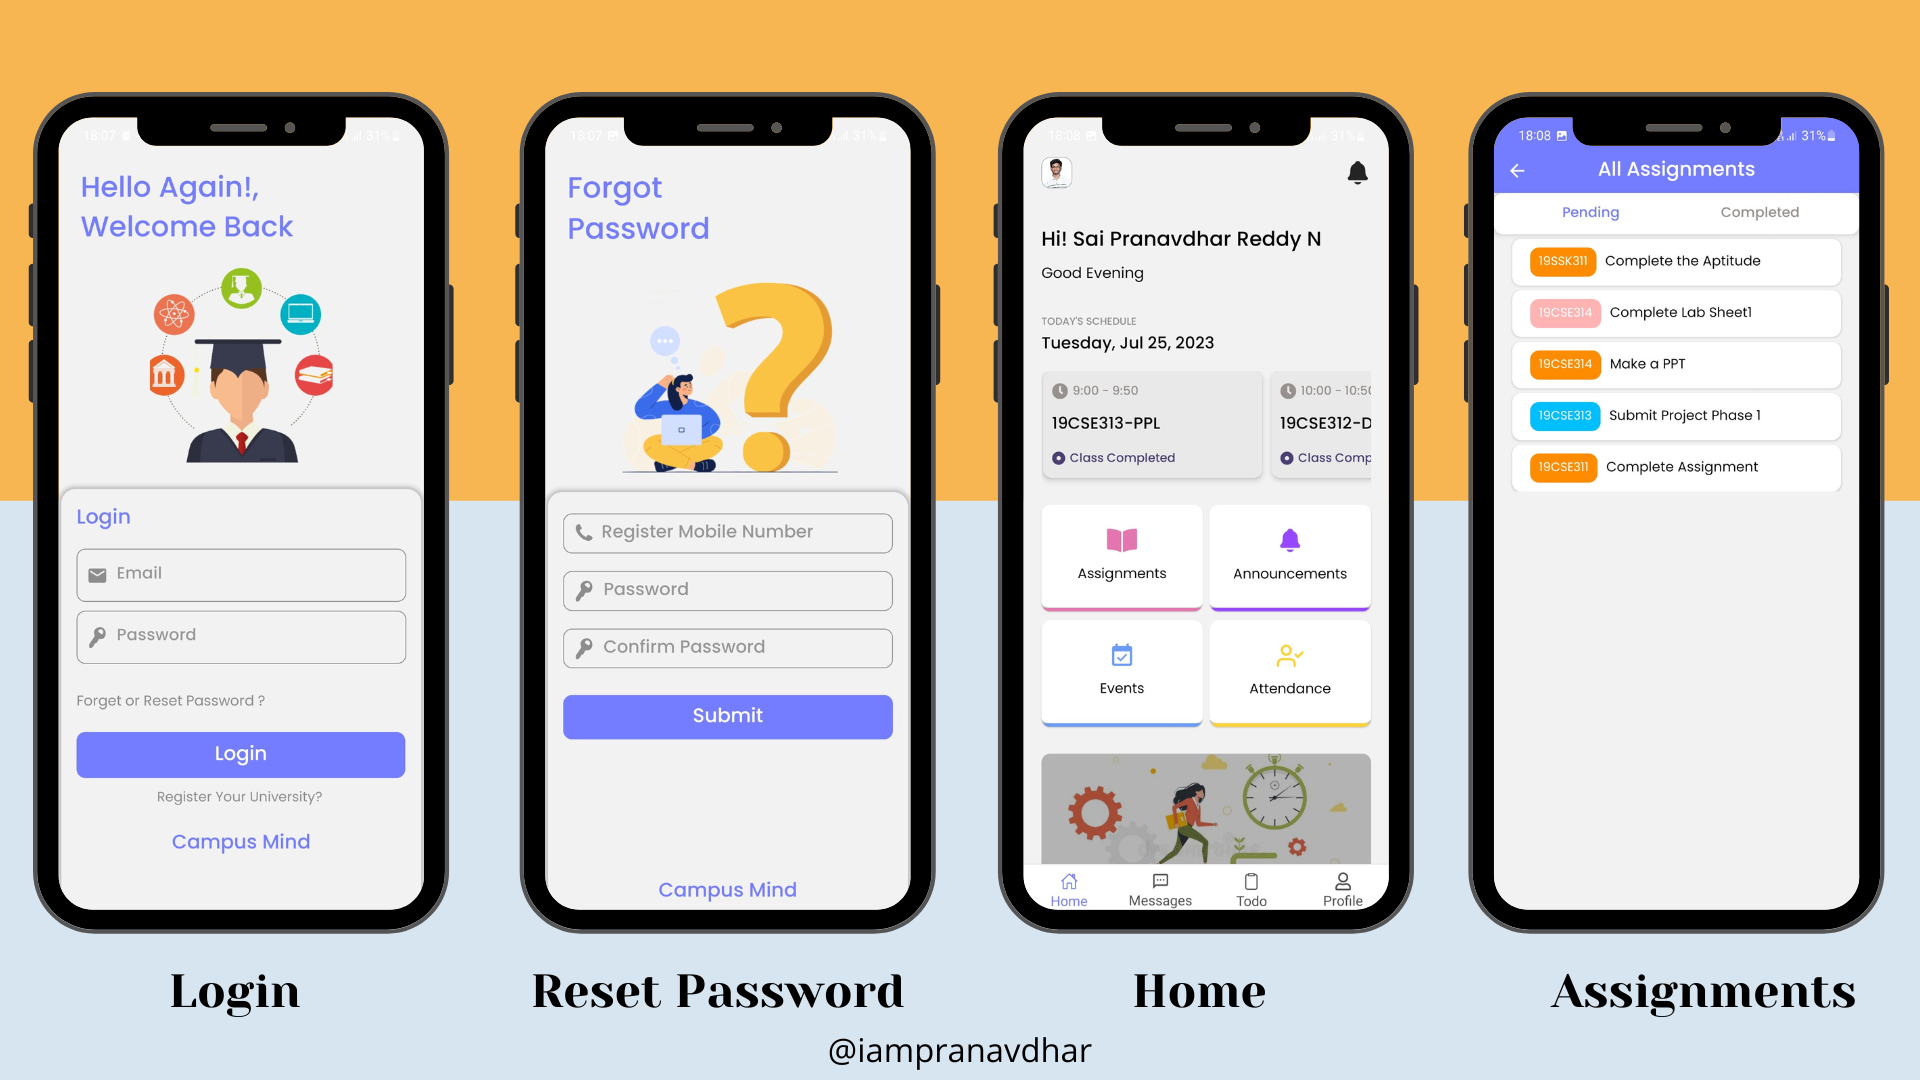 18:07
31%
Hello Again!,
Welcome Back
Login
Email
Password
Forget or Reset Password ?
Login
Register Your University?
Campus Mind
Login
18:07
31%
Forgot
Password
Register Mobile Number
Password
Confirm Password
Submit
Campus Mind
Reset Password
18:08
31%
Hi! Sai Pranavdhar Reddy N
Good Evening
TODAY'S SCHEDULE
Tuesday, Jul 25, 2023
9:00 - 9:50
19CSE313-PPL
Class Completed
10:00 - 10:50
19CSE312-D
Class Comp
Assignments
Announcements
Events
Attendance
Home
Messages
Todo
Profile
Home
18:08
31%
All Assignments
Pending
Completed
19SSK311 Complete the Aptitude
19CSE314 Complete Lab Sheet1
19CSE314 Make a PPT
19CSE313 Submit Project Phase 1
19CSE311 Complete Assignment
Assignments
@iampranavdhar